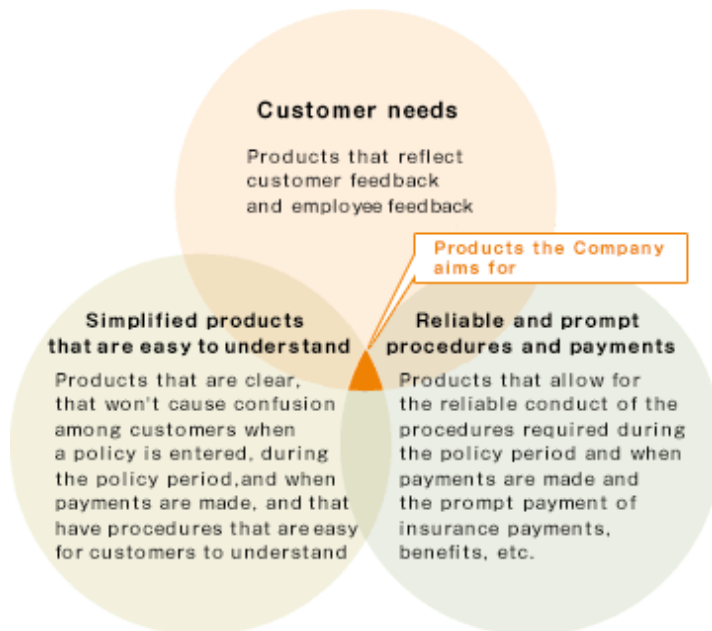 Customer needs
Products that reflect
customer feedback
and employee feedback
Products the Company
aims for
Simplified products
that are easy to understand
Products that are clear,
that won't cause confusion
among customers when
a policy is entered, during
the policy period,and when
payments are made, and that
have procedures that are easy
for customers to understand
Reliable and prompt
procedures and payments
Products that allow for
the reliable conduct of the
procedures required during
the policy period and when
payments are made and
the prompt payment of
insurance payments,
benefits, etc.